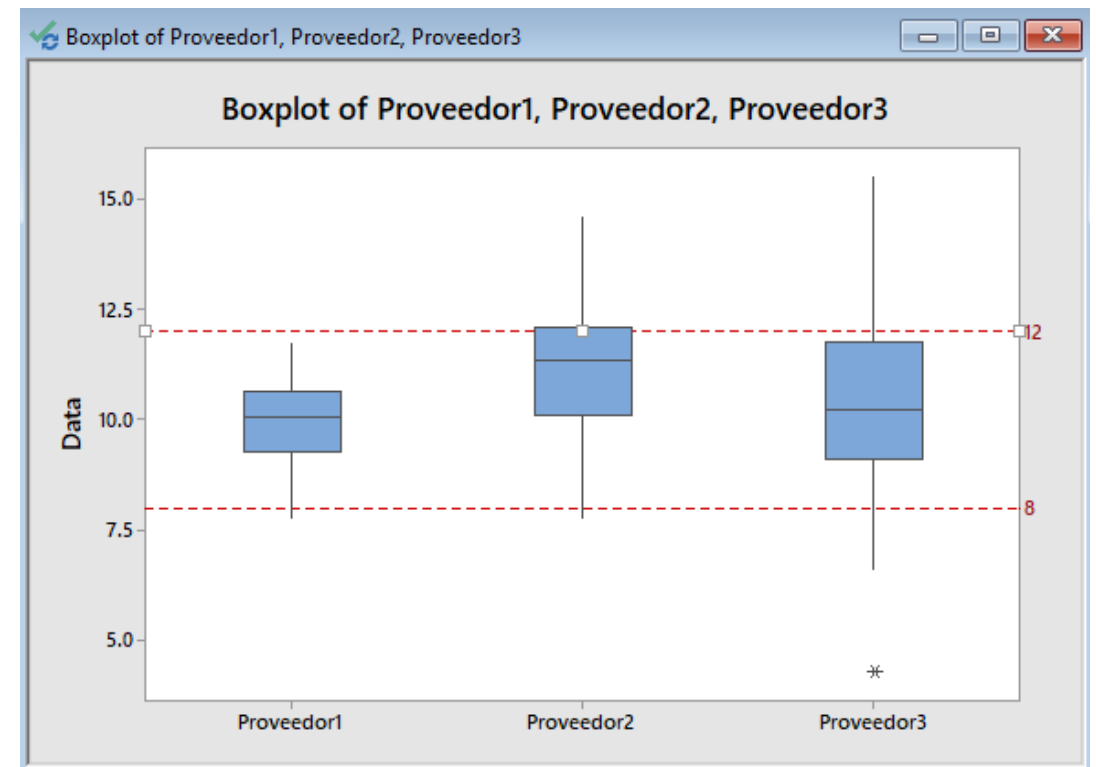 Boxplot of Proveedor1, Proveedor2, Proveedor3
Boxplot of Proveedor1, Proveedor2, Proveedor3
15.0
12.5
12
Data
10.0
8
7.5
5.0
Proveedor1 Proveedor2 Proveedor3